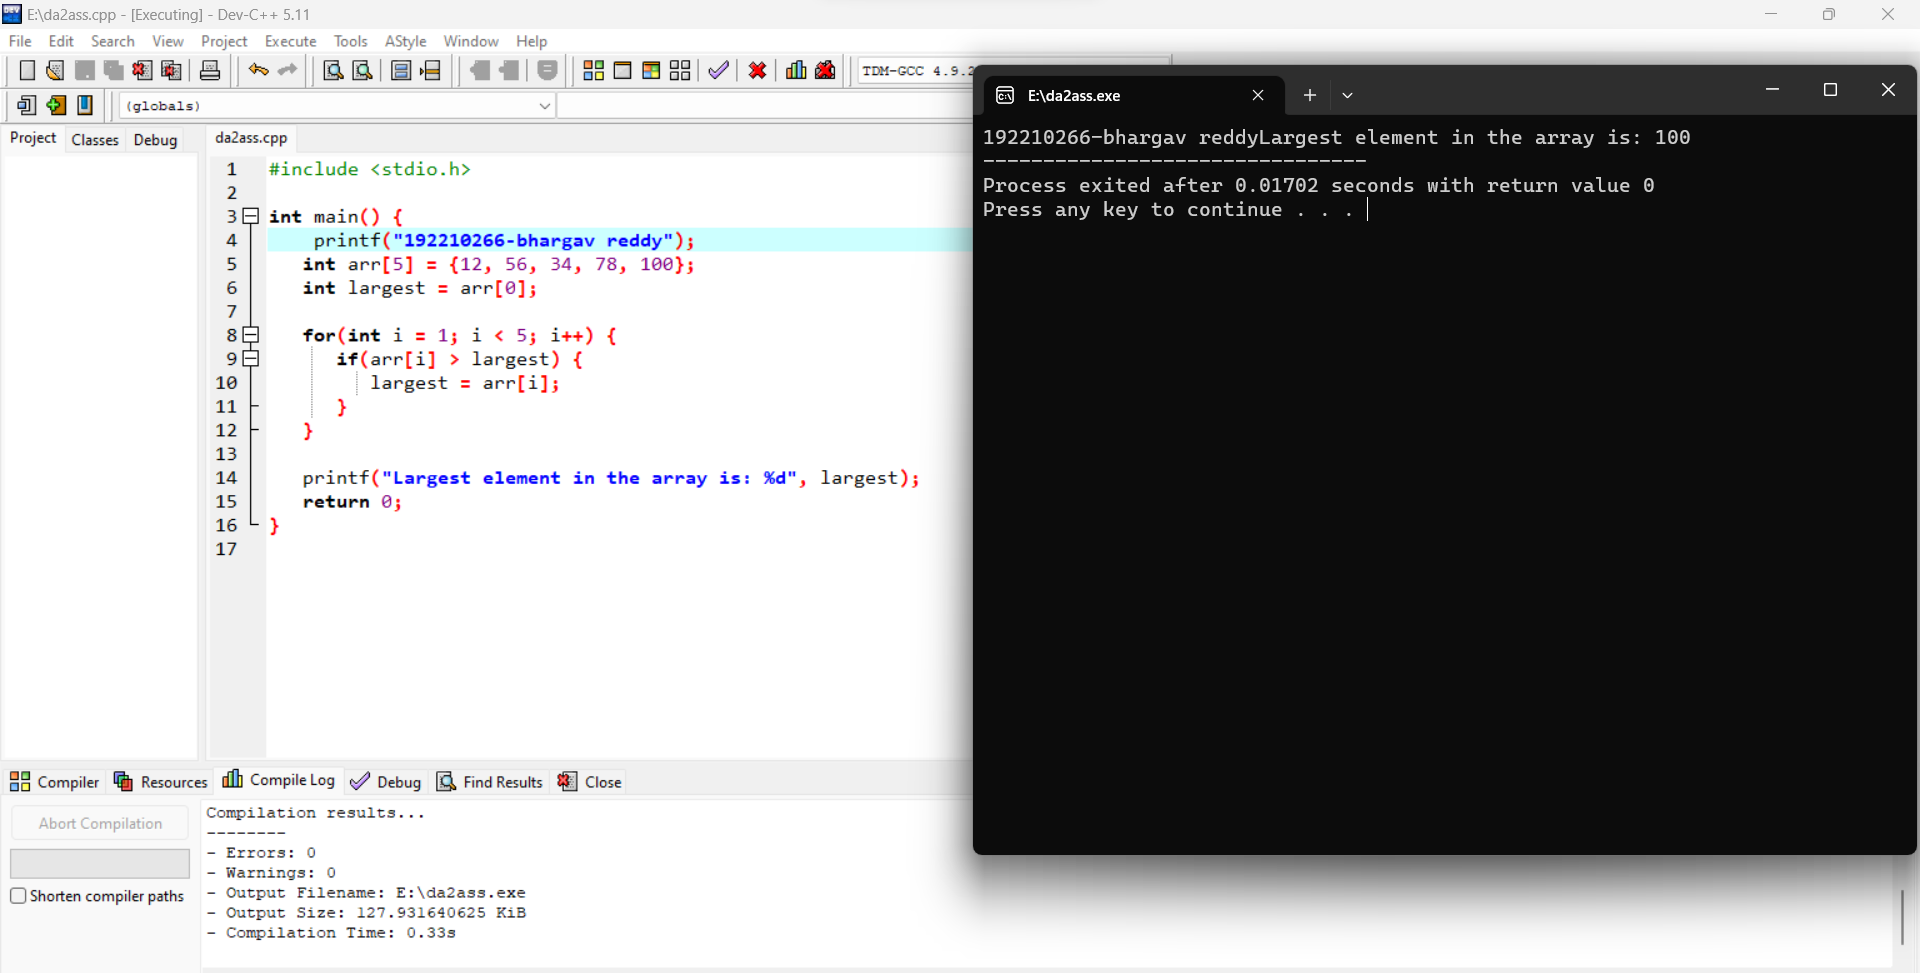 E:\da2ass.cpp - [Executing] - Dev-C++ 5.11
File Edit Search View Project Execute Tools AStyle Window Help
TDM-GCC 4.9.2
(globals)
Project Classes Debug
da2ass.cpp
1 #include <stdio.h>
2
3 int main() {
4 printf("192210266-bhargav reddy");
5 int arr[5] = {12, 56, 34, 78, 100};
6 int largest = arr[0];
7
8 for(int i = 1; i < 5; i++) {
9 if(arr[i] > largest) {
10 largest = arr[i];
11 }
12 }
13
14 printf("Largest element in the array is: %d", largest);
15 return 0;
16 }
17
E:\da2ass.exe
192210266-bhargav reddyLargest element in the array is: 100
--------------------------------
Process exited after 0.01702 seconds with return value 0
Press any key to continue . . .
Compiler Resources Compile Log Debug Find Results Close
Abort Compilation
Shorten compiler paths
Compilation results...
--------
- Errors: 0
- Warnings: 0
- Output Filename: E:\da2ass.exe
- Output Size: 127.931640625 KiB
- Compilation Time: 0.33s